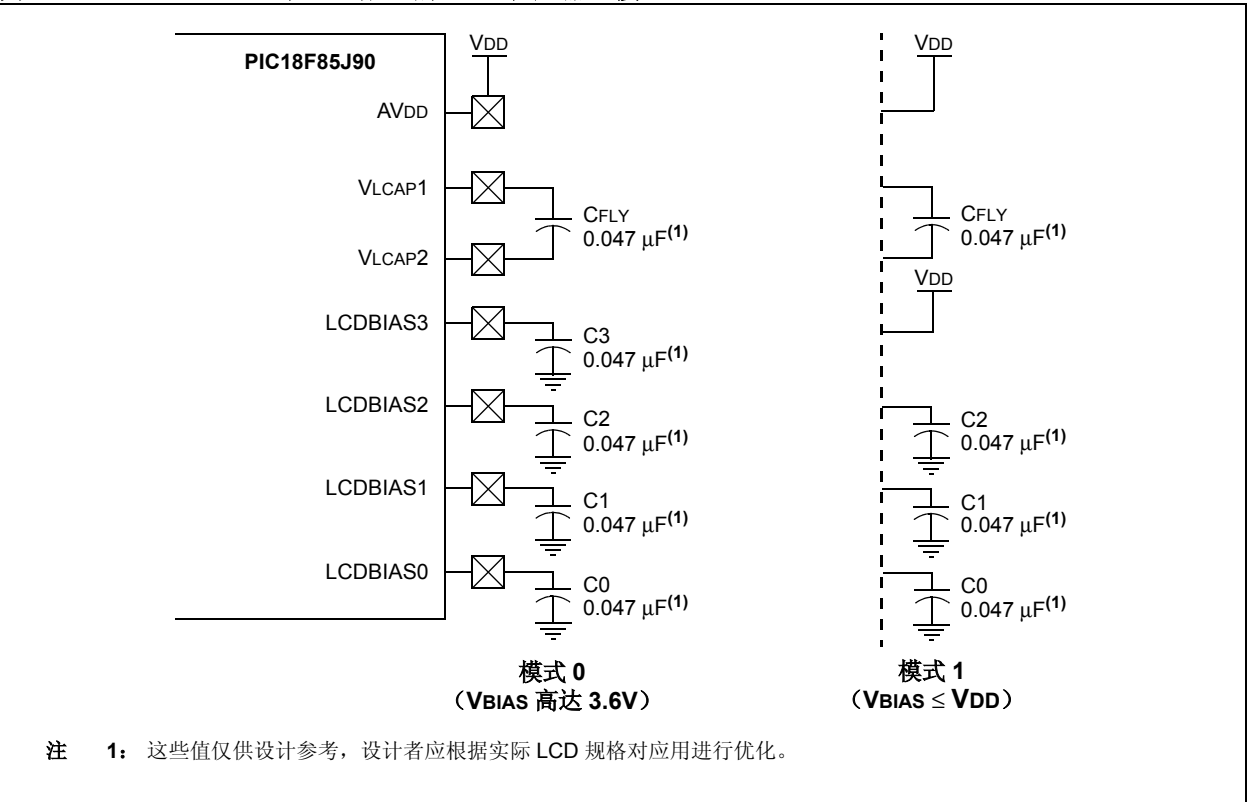 PIC18F85J90
VDD
AVDD
VLCAP1
CFLY
0.047 μF(1)
VLCAP2
LCDBIAS3
C3
0.047 μF(1)
LCDBIAS2
C2
0.047 μF(1)
LCDBIAS1
C1
0.047 μF(1)
LCDBIAS0
C0
0.047 μF(1)
模式 0
（VBIAS 高达 3.6V）
VDD
CFLY
0.047 μF(1)
VDD
C2
0.047 μF(1)
C1
0.047 μF(1)
C0
0.047 μF(1)
模式 1
（VBIAS ≤ VDD）
注 1： 这些值仅供设计参考，设计者应根据实际 LCD 规格对应用进行优化。